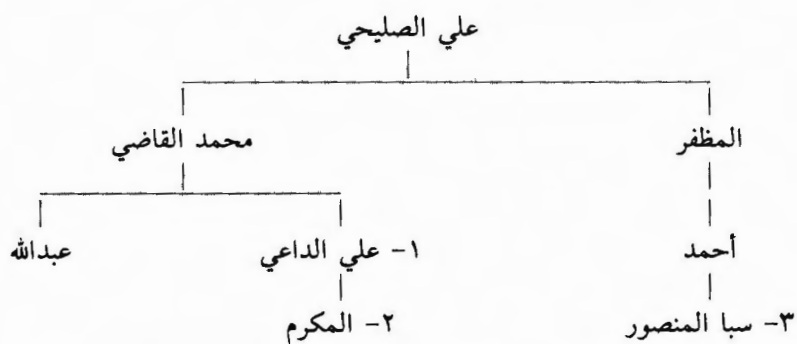 علي الصليحي
المظفر محمد القاضي
أحمد ١- علي الداعي عبدالله
٣- سبا المنصور ٢- المكرم